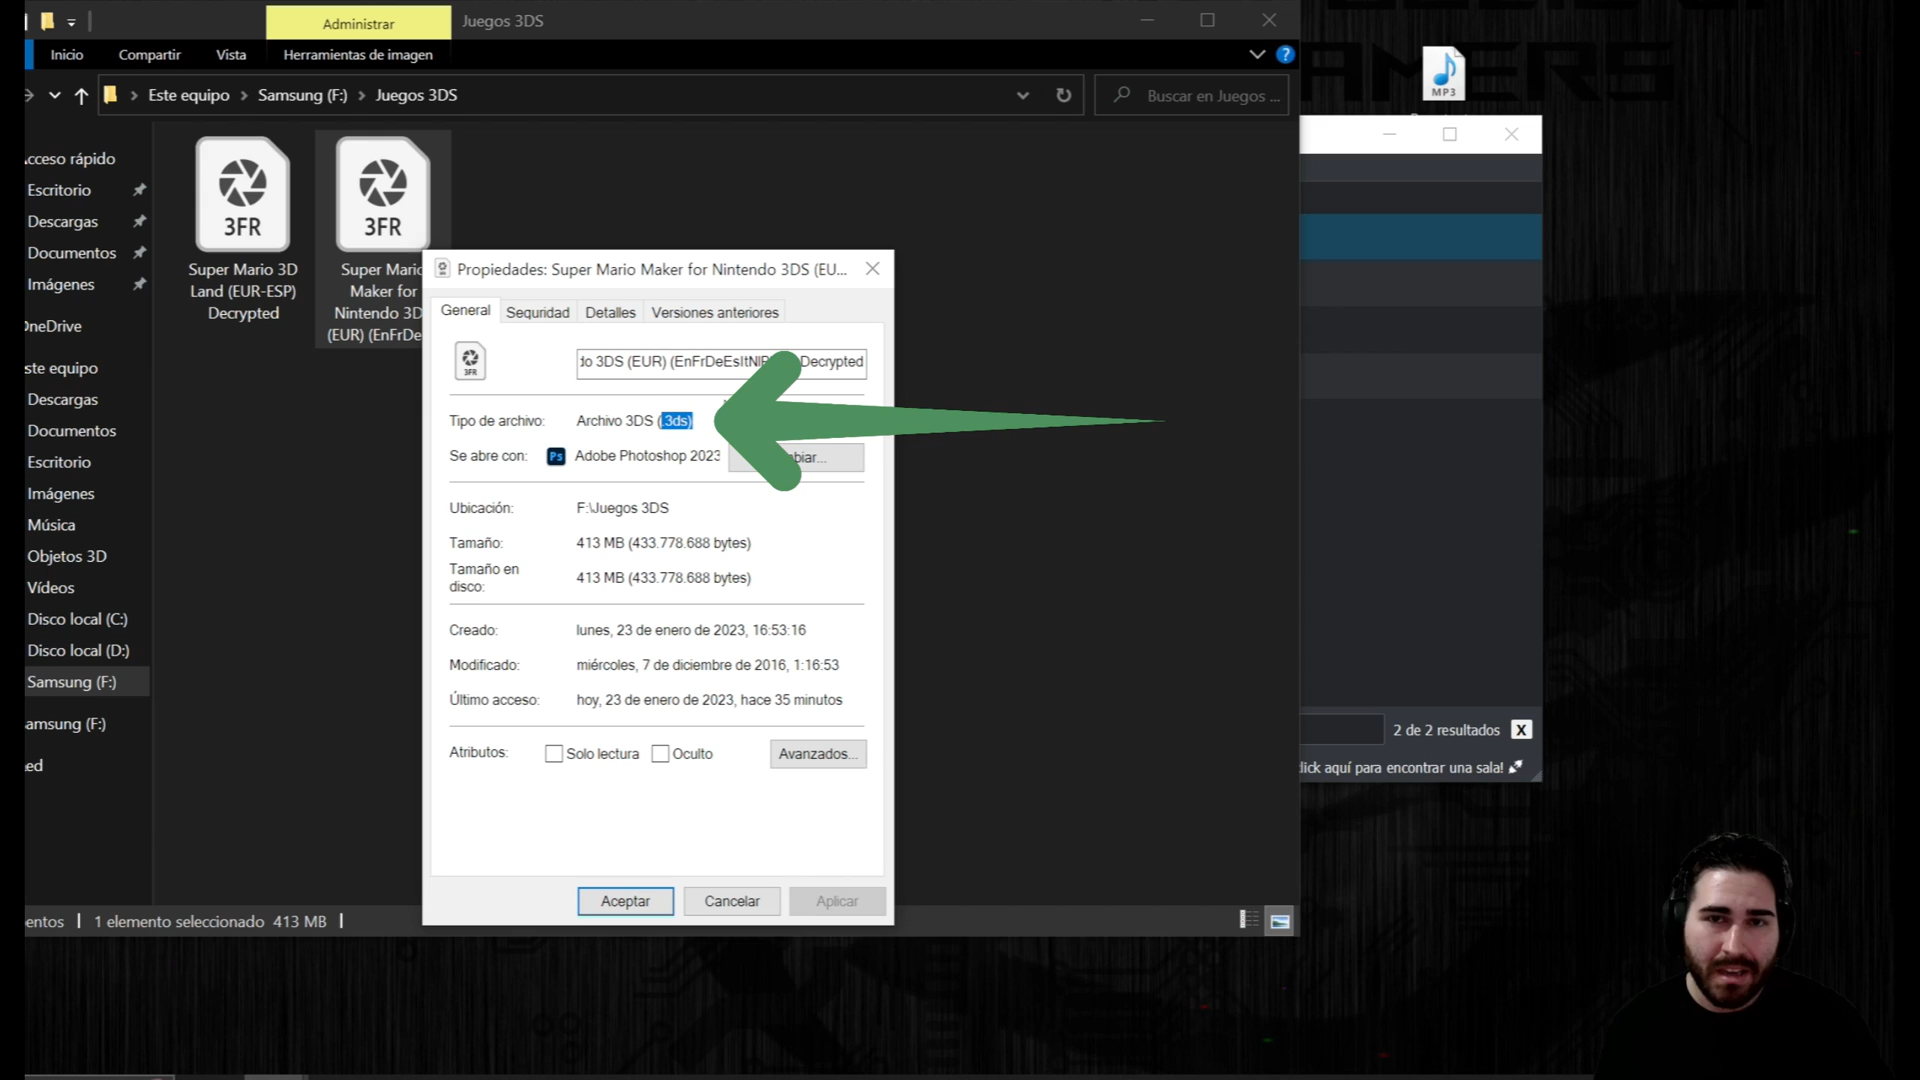 Administrar
Juegos 3DS
Inicio
Compartir
Vista
Herramientas de imagen
?
Este equipo > Samsung (F:) > Juegos 3DS
Buscar en Juegos ...
MP3
cceso rápido
Escritorio
Descargas
Documentos
Imágenes
neDrive
ste equipo
Descargas
Documentos
Escritorio
Imágenes
Música
Objetos 3D
Vídeos
Disco local (C:)
Disco local (D:)
Samsung (F:)
amsung (F:)
ed
3FR
Super Mario 3D
Land (EUR-ESP)
Decrypted
3FR
Super Mario
Maker for
Nintendo 3D
(EUR) (EnFrDe
Propiedades: Super Mario Maker for Nintendo 3DS (EU...
General
Seguridad
Detalles
Versiones anteriores
3FR
do 3DS (EUR) (EnFrDeEsItNl
Decrypted
Tipo de archivo:
Archivo 3DS (.3ds)
Se abre con:
Ps
Adobe Photoshop 2023
biar...
Ubicación:
F:\Juegos 3DS
Tamaño:
413 MB (433.778.688 bytes)
Tamaño en
disco:
413 MB (433.778.688 bytes)
Creado:
lunes, 23 de enero de 2023, 16:53:16
Modificado:
miércoles, 7 de diciembre de 2016, 1:16:53
Último acceso:
hoy, 23 de enero de 2023, hace 35 minutos
Atributos:
Solo lectura
Oculto
Avanzados...
Aceptar
Cancelar
Aplicar
entos
1 elemento seleccionado 413 MB
2 de 2 resultados
X
lick aquí para encontrar una sala!
AMERS